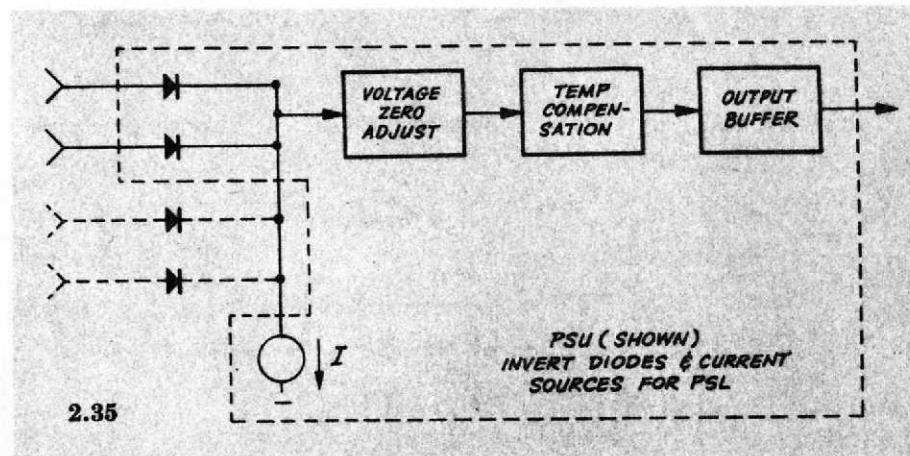 VOLTAGE
ZERO
ADJUST
TEMP
COMPEN-
SATION
OUTPUT
BUFFER
I
PSU ( SHOWN )
INVERT DIODES & CURRENT
SOURCES FOR PSL
2.35